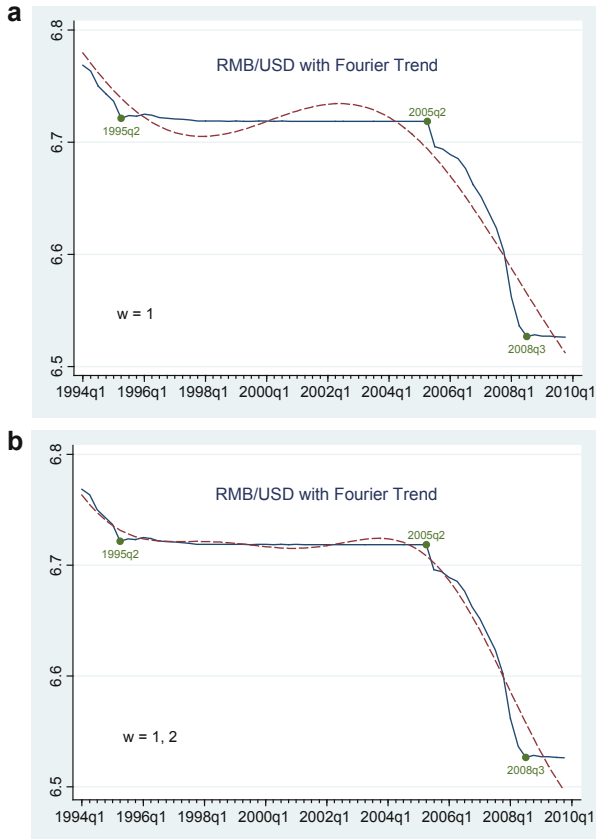 a
6.8
RMB/USD with Fourier Trend
2005q2
6.7
1995q2
6.6
w = 1
2008q3
6.5
1994q1 1996q1 1998q1 2000q1 2002q1 2004q1 2006q1 2008q1 2010q1
b
6.8
RMB/USD with Fourier Trend
2005q2
6.7
1995q2
6.6
w = 1, 2
2008q3
6.5
1994q1 1996q1 1998q1 2000q1 2002q1 2004q1 2006q1 2008q1 2010q1